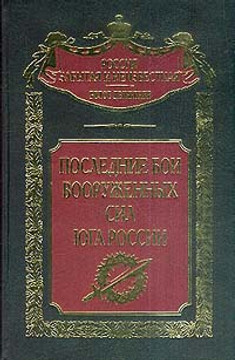 РОССИЯ
ЗАБЫТАЯ И НЕИЗВЕСТНАЯ
ПОСЛЕДНИЕ БОИ
ВООРУЖЕННЫХ
СИЛ
ЮГА РОССИИ